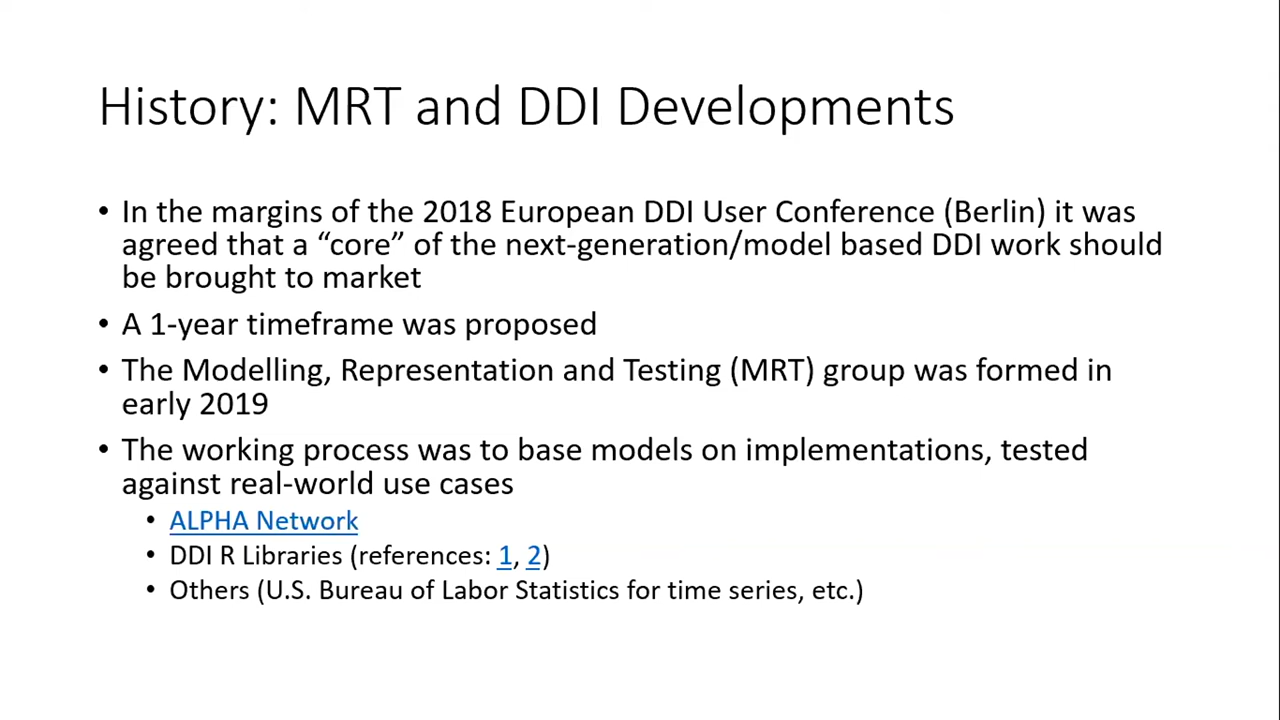 History: MRT and DDI Developments
• In the margins of the 2018 European DDI User Conference (Berlin) it was
agreed that a “core” of the next-generation/model based DDI work should
be brought to market
• A 1-year timeframe was proposed
• The Modelling, Representation and Testing (MRT) group was formed in
early 2019
• The working process was to base models on implementations, tested
against real-world use cases
• ALPHA Network
• DDI R Libraries (references: 1, 2)
• Others (U.S. Bureau of Labor Statistics for time series, etc.)